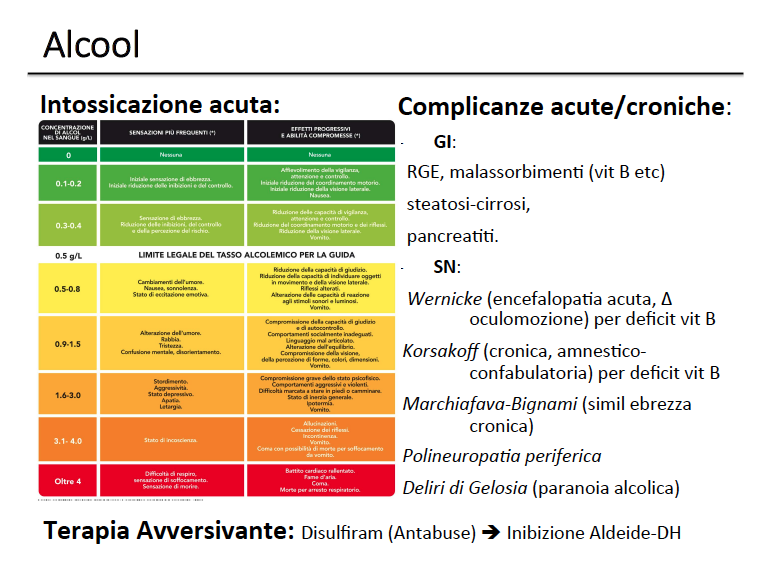 Alcool
Intossicazione acuta:
CONCENTRAZIONE
DI ALCOL
NEL SANGUE (g/L)
SENSAZIONI PIÙ FREQUENTI (*)
EFFETTI PROGRESSIVI
E ABILITÀ COMPROMESSE (*)
0
Nessuna
Nessuna
0.1-0.2
Iniziale sensazione di ebbrezza.
Iniziale riduzione delle inibizioni e del controllo.
Affievolimento della vigilanza,
attenzione e controllo.
Iniziale riduzione del coordinamento motorio.
Iniziale riduzione della visione laterale.
Nausea.
0.3-0.4
Sensazione di ebbrezza.
Riduzione delle inibizioni, del controllo
e della percezione del rischio.
Riduzione delle capacità di vigilanza,
attenzione e controllo.
Riduzione del coordinamento motorio e dei riflessi.
Riduzione della visione laterale.
Vomito.
0.5 g/L
LIMITE LEGALE DEL TASSO ALCOLEMICO PER LA GUIDA
0.5-0.8
Cambiamenti dell'umore.
Nausea, sonnolenza.
Stato di eccitazione emotiva.
Riduzione della capacità di giudizio.
Riduzione della capacità di individuare oggetti
in movimento e della visione laterale.
Riflessi alterati.
Alterazione delle capacità di reazione
agli stimoli sonori e luminosi.
Vomito.
0.9-1.5
Alterazione dell'umore.
Rabbia.
Tristezza.
Confusione mentale, disorientamento.
Compromissione della capacità di giudizio
e di autocontrollo.
Comportamenti socialmente inadeguati.
Linguaggio mal articolato.
Alterazione dell'equilibrio.
Compromissione della visione,
della percezione di forme, colori, dimensioni.
Vomito.
1.6-3.0
Stordimento.
Aggressività.
Stato depressivo.
Apatia.
Letargia.
Compromissione grave dello stato psicofisico.
Comportamenti aggressivi e violenti.
Difficoltà marcata a stare in piedi o camminare.
Stato di inerzia generale.
Ipotermia.
Vomito.
3.1- 4.0
Stato di incoscienza.
Allucinazioni.
Cessazione dei riflessi.
Incontinenza.
Vomito.
Coma con possibilità di morte per soffocamento
da vomito.
Oltre 4
Difficoltà di respiro,
sensazione di soffocamento.
Sensazione di morire.
Battito cardiaco rallentato.
Fame d'aria.
Coma.
Morte per arresto respiratorio.
Complicanze acute/croniche:
- GI:
RGE, malassorbimenti (vit B etc)
steatosi-cirrosi,
pancreatiti.
- SN:
Wernicke (encefalopatia acuta, Δ
oculomozione) per deficit vit B
Korsakoff (cronica, amnestico-
confabulatoria) per deficit vit B
Marchiafava-Bignami (simil ebrezza
cronica)
Polineuropatia periferica
Deliri di Gelosia (paranoia alcolica)
Terapia Avversivante: Disulfiram (Antabuse) ➔ Inibizione Aldeide-DH